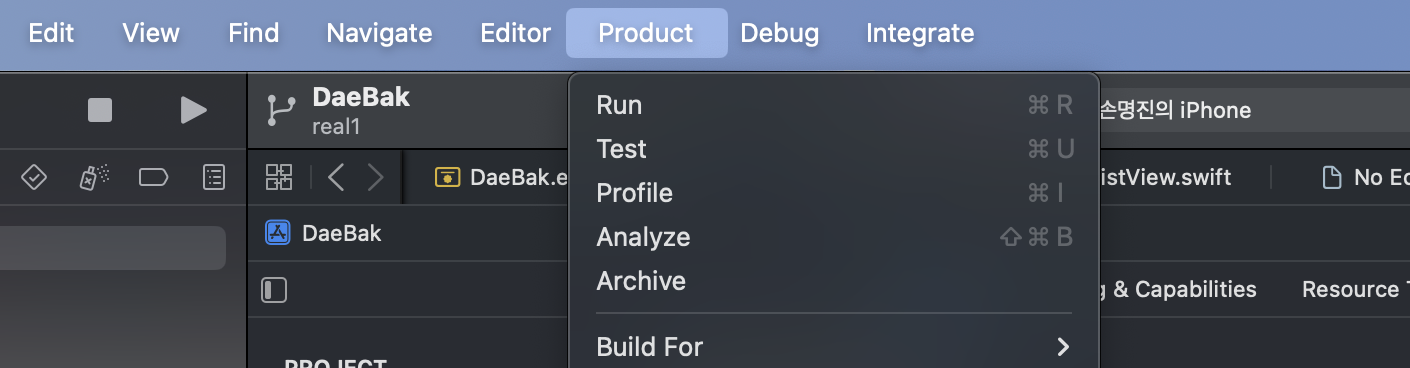 Edit View Find Navigate Editor Product Debug Integrate
DaeBak
real1
손명진의 iPhone
Run ⌘ R
Test ⌘ U
Profile ⌘ I
Analyze ⇧ ⌘ B
Archive
Build For
DaeBak.e
istView.swift
No Ed
DaeBak
g & Capabilities
Resource
PROJECT